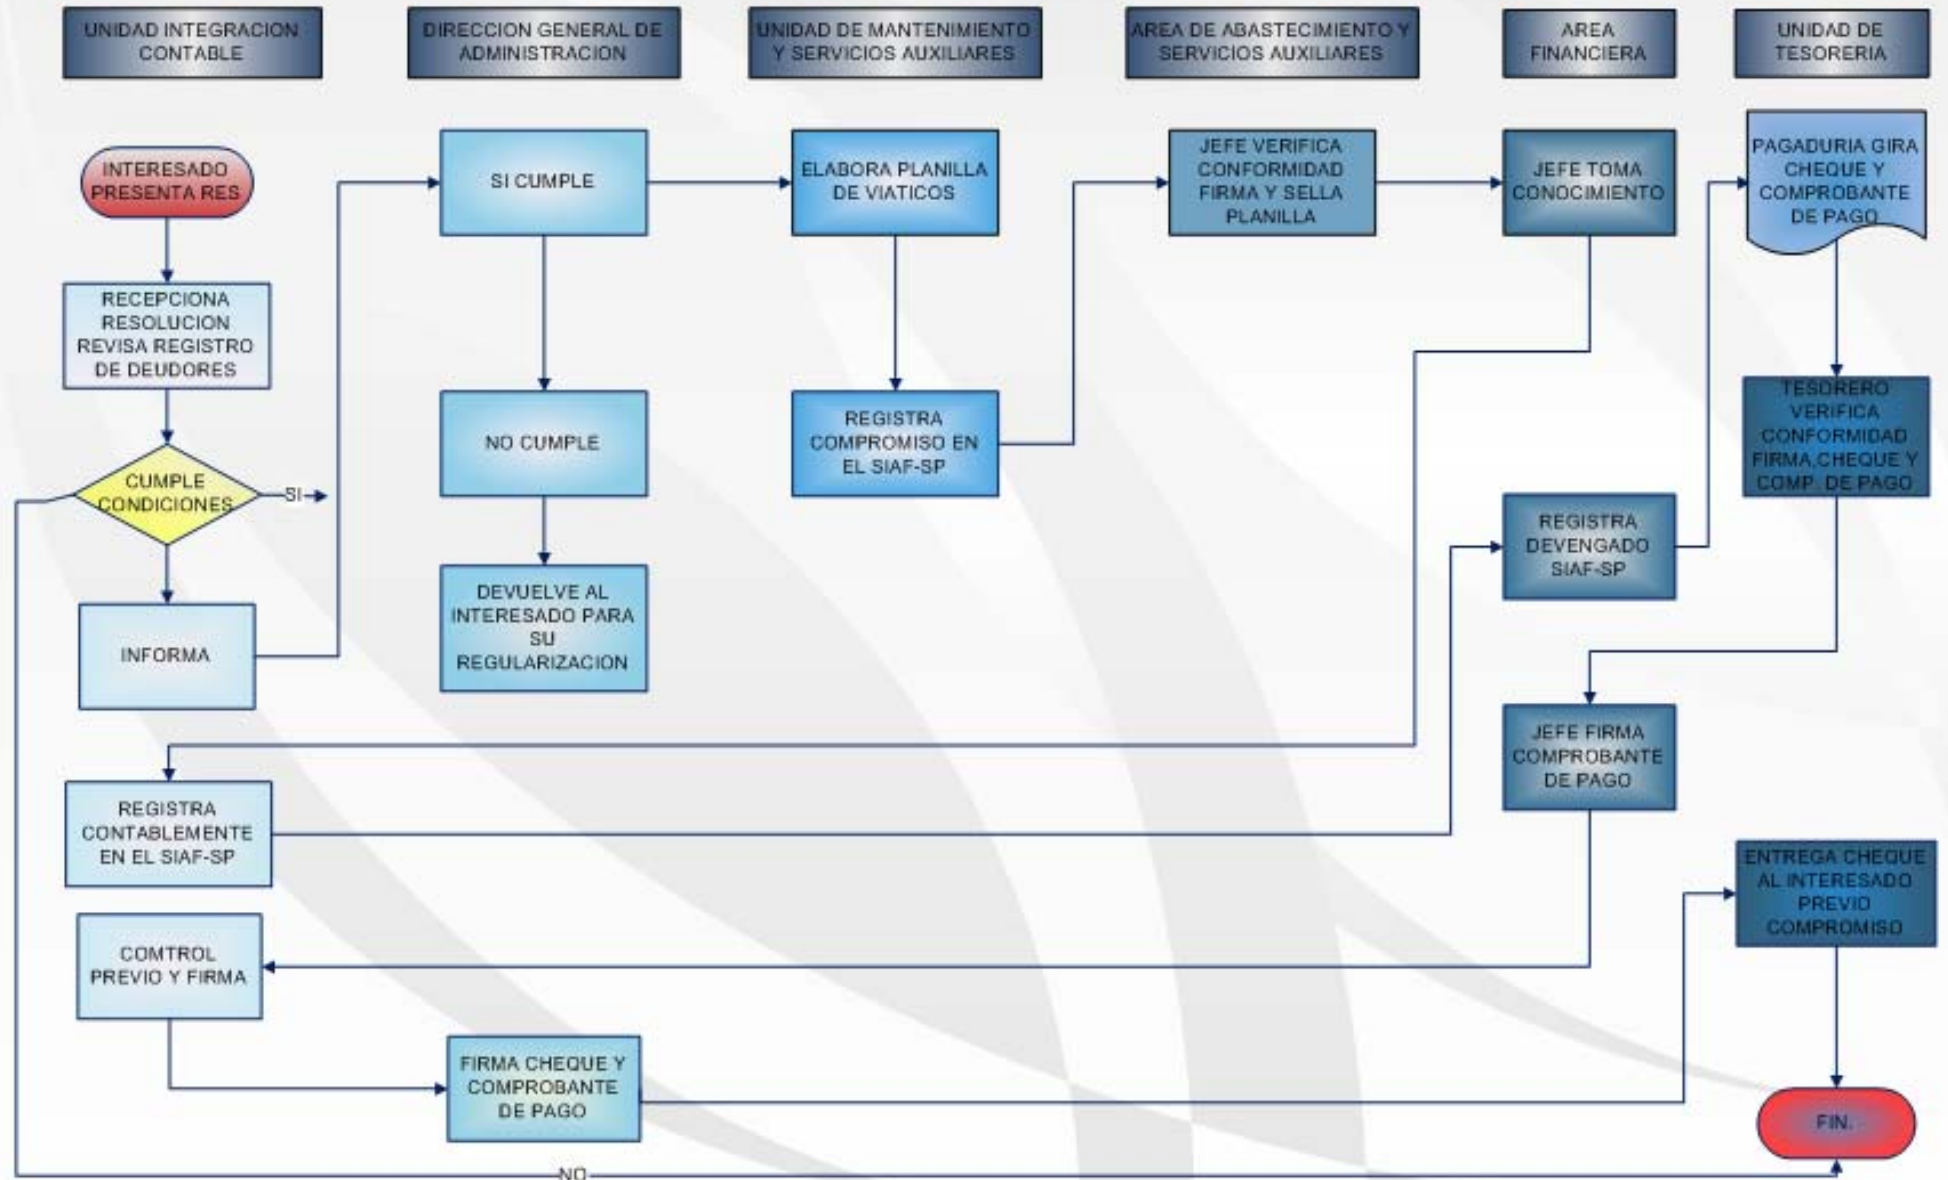 UNIDAD INTEGRACION
CONTABLE
DIRECCION GENERAL DE
ADMINISTRACION
UNIDAD DE MANTENIMIENTO
Y SERVICIOS AUXILIARES
AREA DE ABASTECIMIENTO Y
SERVICIOS AUXILIARES
AREA
FINANCIERA
UNIDAD DE
TESORERIA
INTERESADO
PRESENTA RES
RECEPCIONA
RESOLUCION
REVISA REGISTRO
DE DEUDORES
CUMPLE
CONDICIONES
SI
INFORMA
SI CUMPLE
NO CUMPLE
DEVUELVE AL
INTERESADO PARA
SU
REGULARIZACION
ELABORA PLANILLA
DE VIATICOS
REGISTRA
COMPROMISO EN
EL SIAF-SP
JEFE VERIFICA
CONFORMIDAD
FIRMA Y SELLA
PLANILLA
JEFE TOMA
CONOCIMIENTO
REGISTRA
CONTABLEMENTE
EN EL SIAF-SP
REGISTRA
DEVENGADO
SIAF-SP
PAGADURIA GIRA
CHEQUE Y
COMPROBANTE
DE PAGO
TESORERO
VERIFICA
CONFORMIDAD
FIRMA,CHEQUE Y
COMP. DE PAGO
JEFE FIRMA
COMPROBANTE
DE PAGO
COMTROL
PREVIO Y FIRMA
FIRMA CHEQUE Y
COMPROBANTE
DE PAGO
ENTREGA CHEQUE
AL INTERESADO
PREVIO
COMPROMISO
FIN.
NO